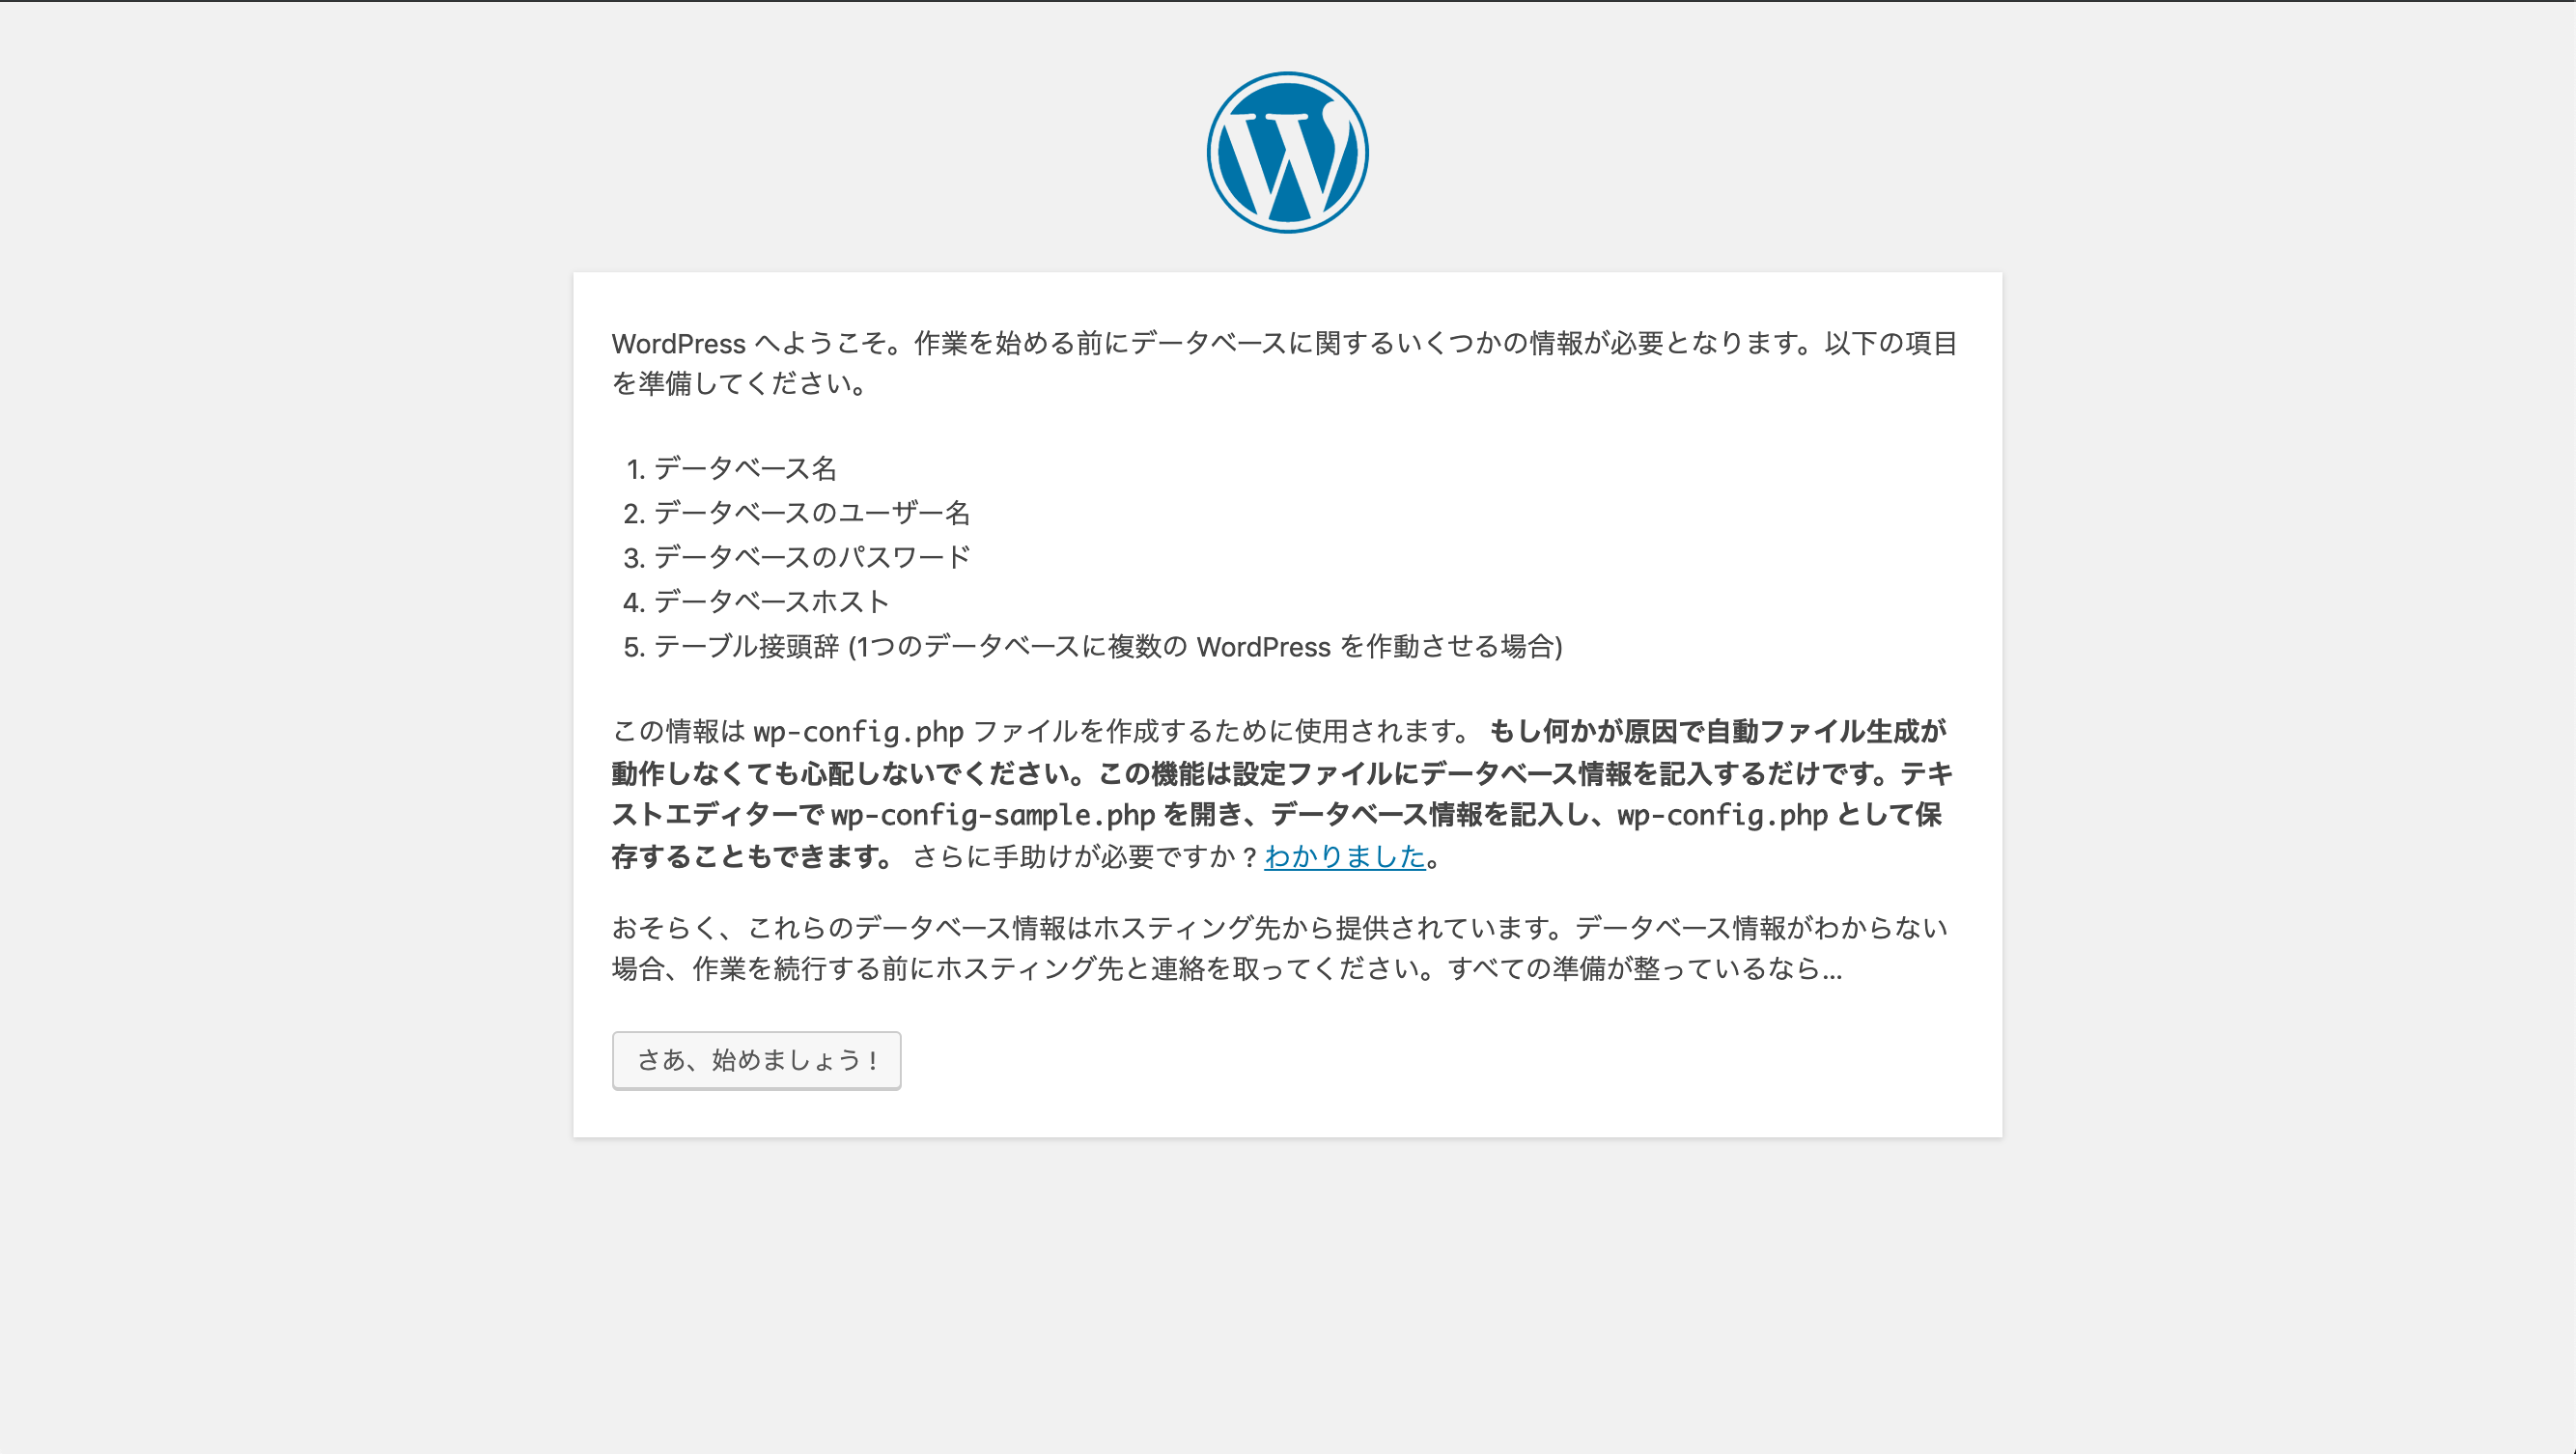 WordPress へようこそ。作業を始める前にデータベースに関するいくつかの情報が必要となります。以下の項目
を準備してください。
1. データベース名
2. データベースのユーザー名
3. データベースのパスワード
4. データベースホスト
5. テーブル接頭辞 (1つのデータベースに複数の WordPress を作動させる場合)
この情報は wp-config.php ファイルを作成するために使用されます。 もし何かが原因で自動ファイル生成が
動作しなくても心配しないでください。この機能は設定ファイルにデータベース情報を記入するだけです。テキ
ストエディターで wp-config-sample.php を開き、データベース情報を記入し、wp-config.php として保
存することもできます。 さらに手助けが必要ですか ? わかりました。
おそらく、これらのデータベース情報はホスティング先から提供されています。データベース情報がわからない
場合、作業を続行する前にホスティング先と連絡を取ってください。すべての準備が整っているなら…
さあ、始めましょう !